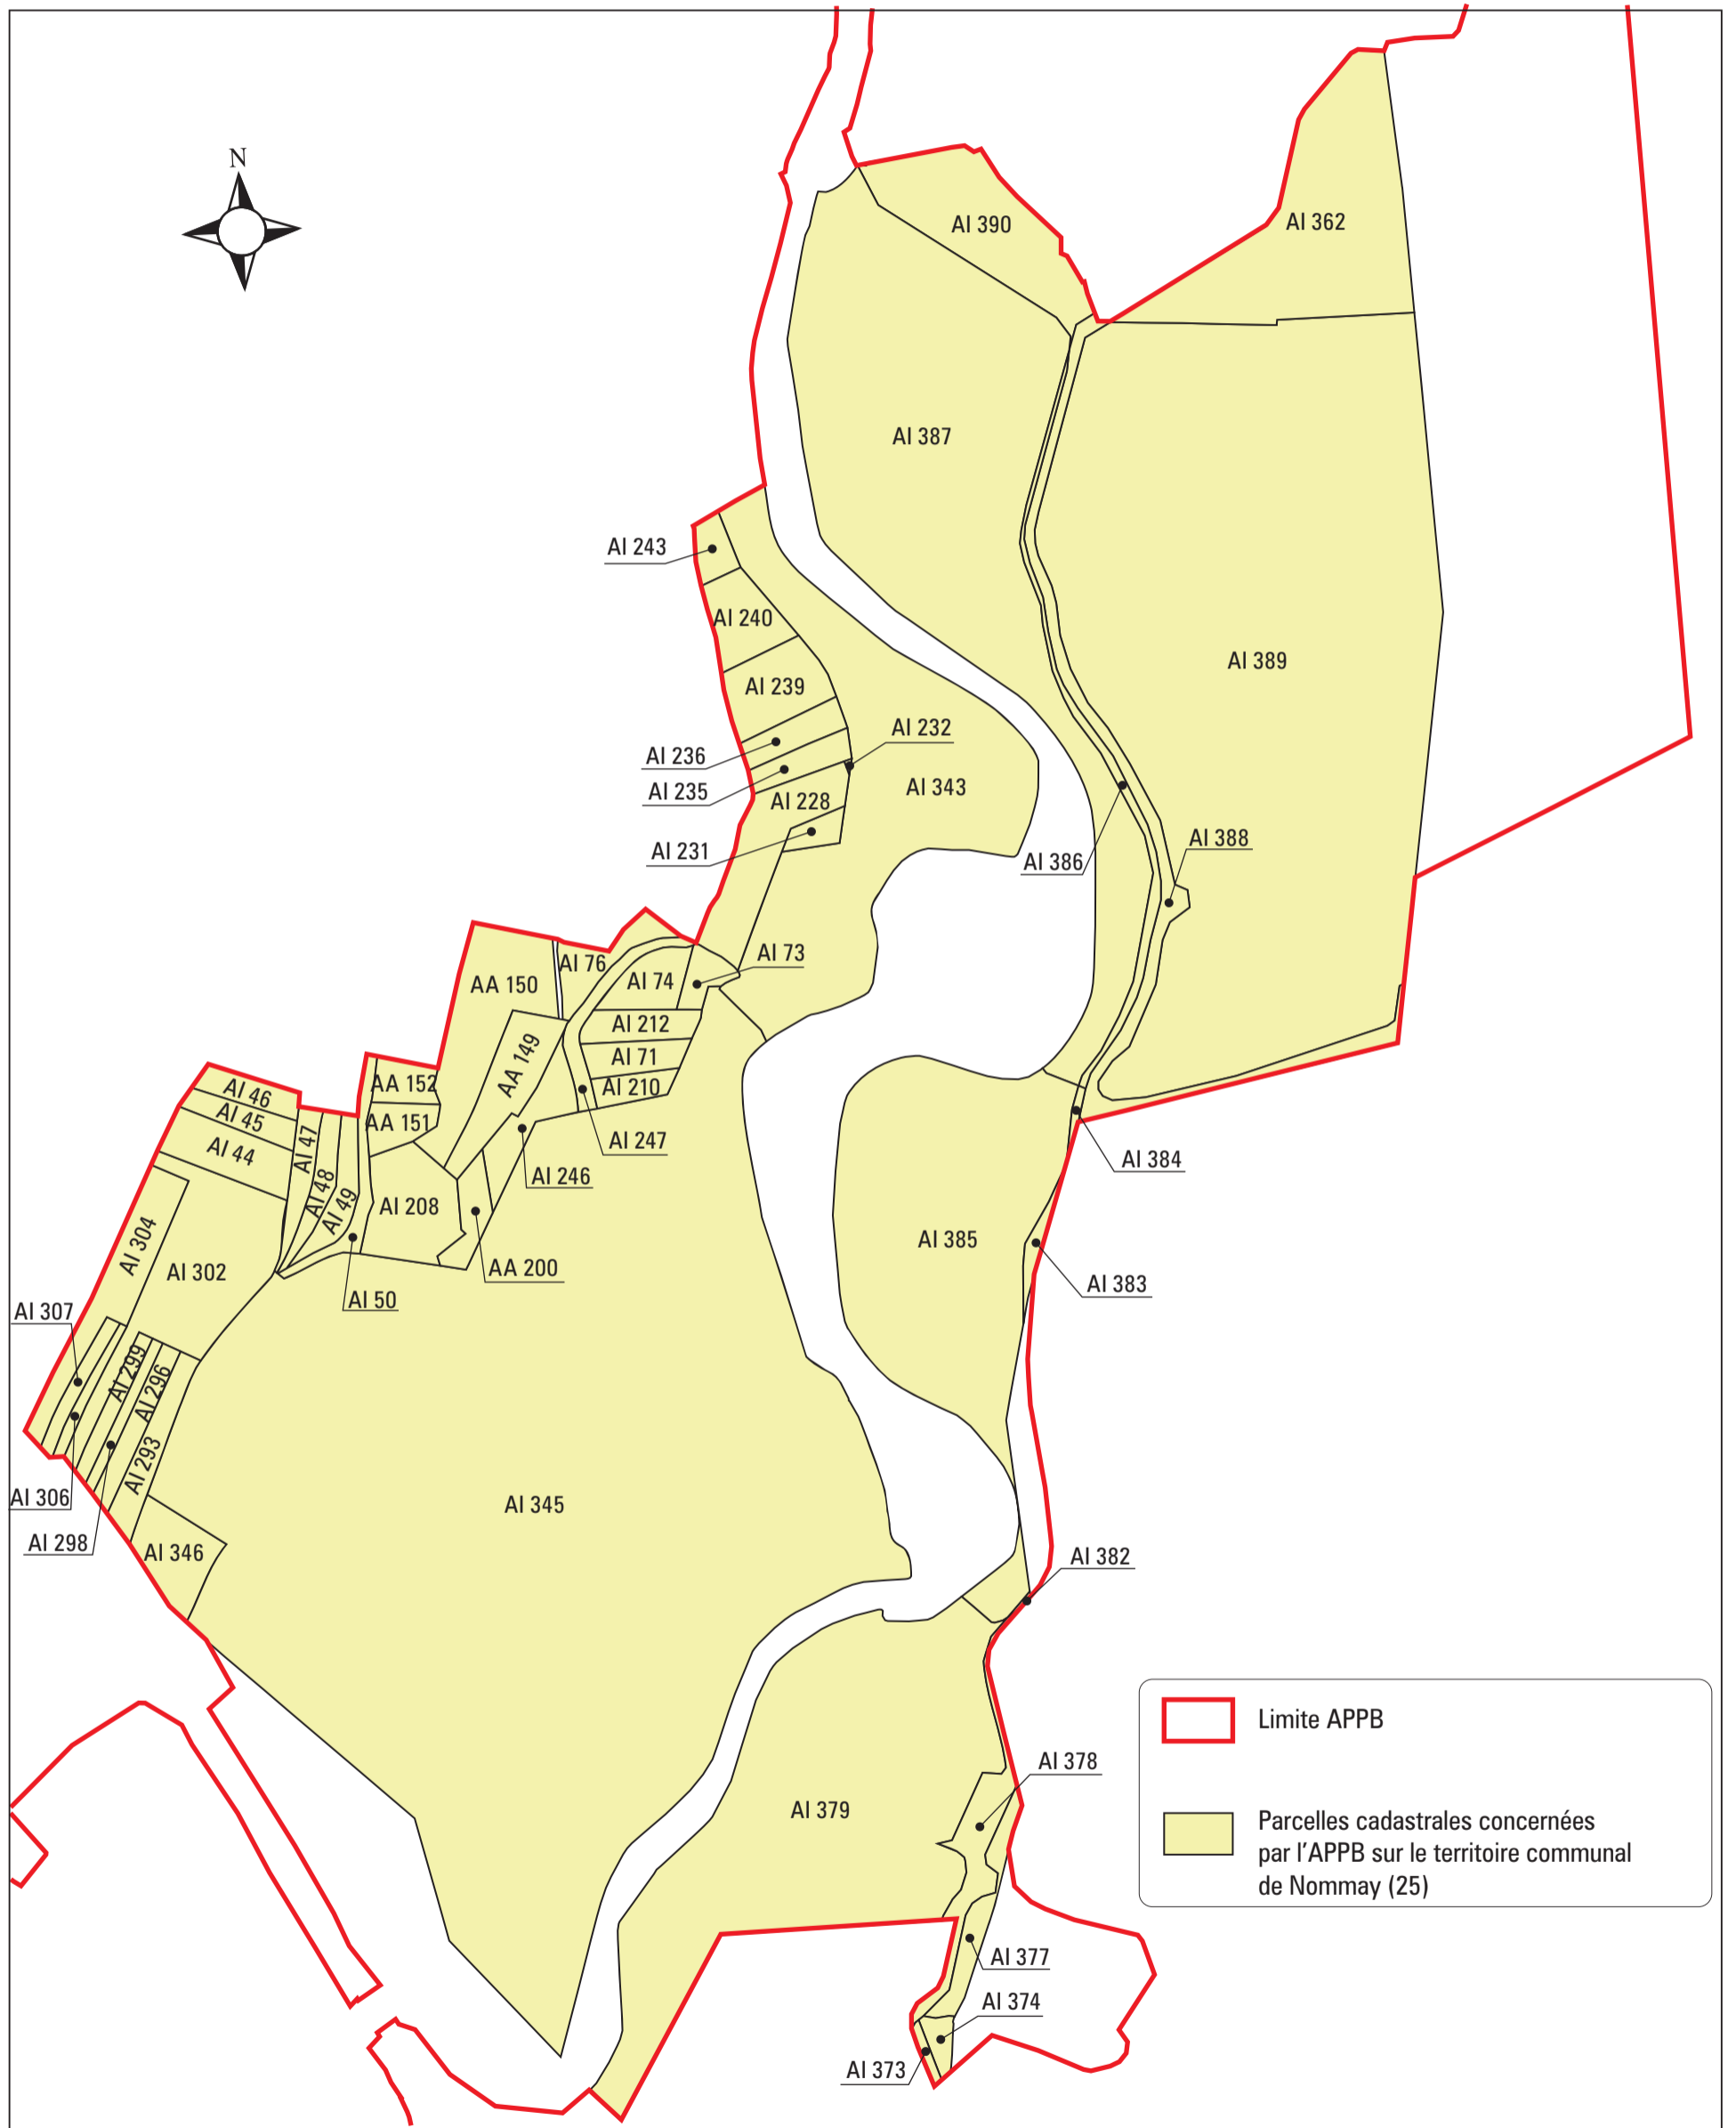 N
AI 390
AI 362
AI 387
AI 243
AI 240
AI 389
AI 239
AI 232
AI 236
AI 343
AI 235
AI 228
AI 388
AI 231
AI 386
AI 73
AI 76
AI 74
AA 150
AI 212
AI 71
AA 149
AA 152
AI 210
AI 46
AI 45
AA 151
AI 44
AI 47
AI 247
AI 384
AI 246
AI 48
AI 49
AI 208
AI 304
AI 385
AI 302
AA 200
AI 383
AI 50
AI 307
AI 299
AI 296
AI 293
AI 306
AI 345
AI 298
AI 346
AI 382
Limite APPB
AI 378
AI 379
Parcelles cadastrales concernées
par l'APPB sur le territoire communal
de Nommay (25)
AI 377
AI 374
AI 373